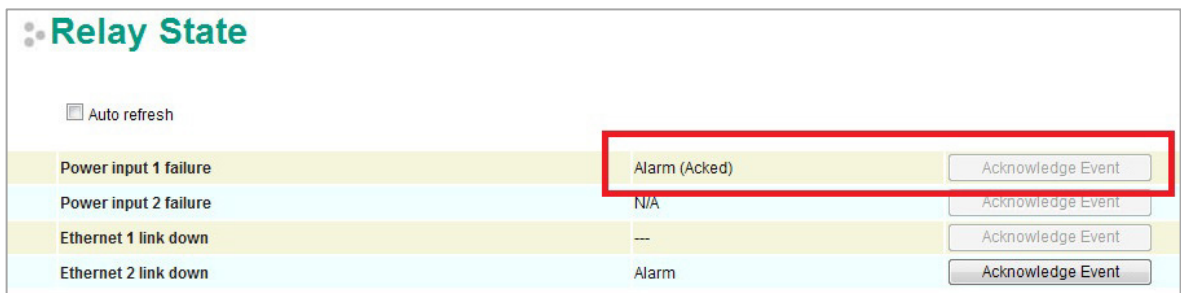 Relay State
Auto refresh
Power input 1 failure Alarm (Acked) Acknowledge Event
Power input 2 failure N/A Acknowledge Event
Ethernet 1 link down --- Acknowledge Event
Ethernet 2 link down Alarm Acknowledge Event